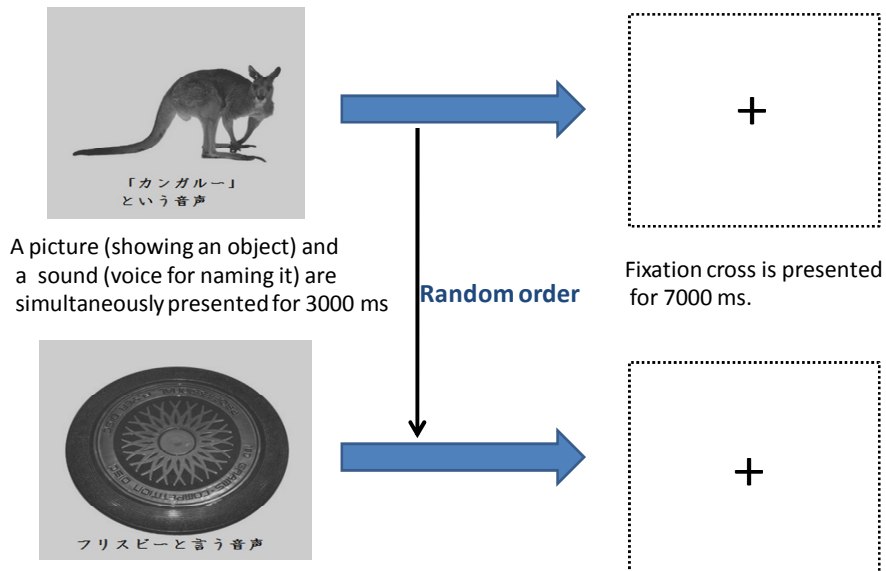 「カンガルー」
という音声
A picture (showing an object) and
a sound (voice for naming it) are
simultaneously presented for 3000 ms
Random order
Fixation cross is presented
for 7000 ms.
フリスビーと言う音声